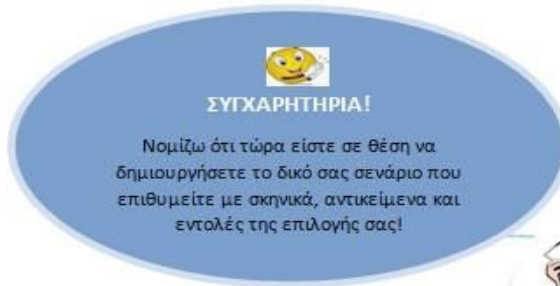 ΣΥΓΧΑΡΗΤΗΡΙΑ!
Νομίζω ότι τώρα είστε σε θέση να
δημιουργήσετε το δικό σας σενάριο που
επιθυμείτε με σκηνικά, αντικείμενα και
εντολές της επιλογής σας!